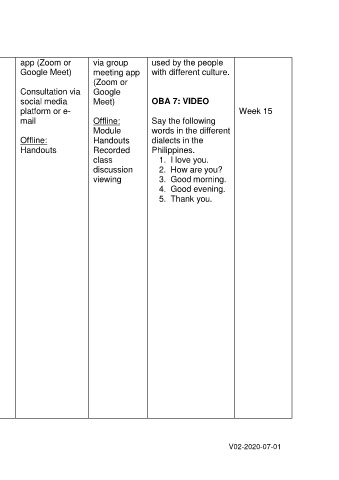 app (Zoom or
Google Meet)
Consultation via
social media
platform or e-
mail
Offline:
Handouts
via group
meeting app
(Zoom or
Google
Meet)
Offline:
Module
Handouts
Recorded
class
discussion
viewing
used by the people
with different culture.
OBA 7: VIDEO
Say the following
words in the different
dialects in the
Philippines.
1. I love you.
2. How are you?
3. Good morning.
4. Good evening.
5. Thank you.
Week 15
V02-2020-07-01